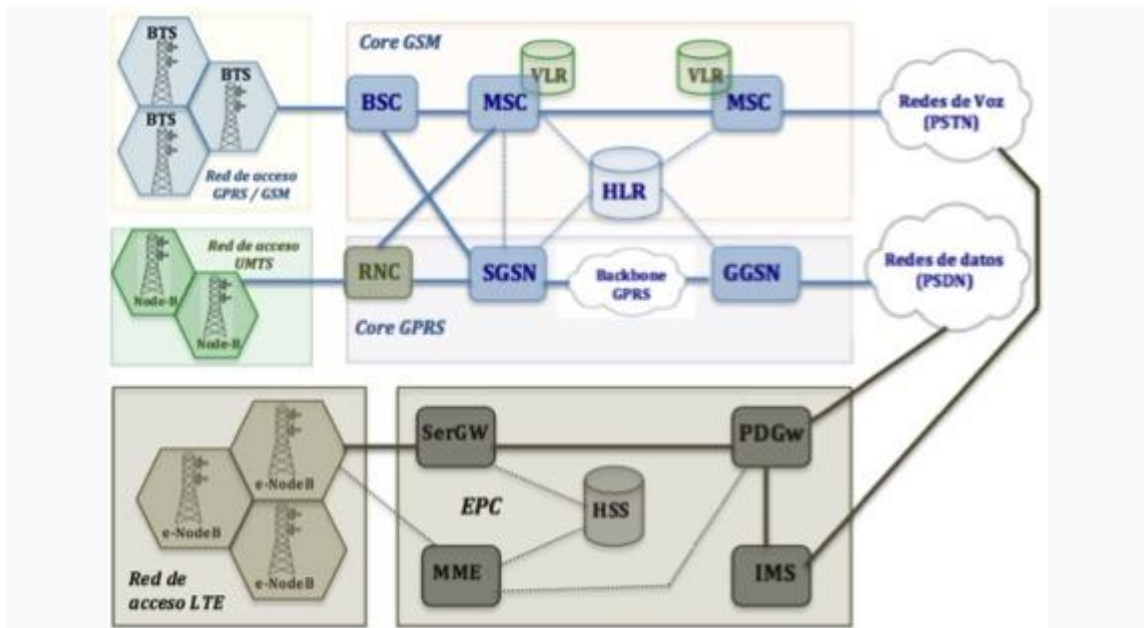 BTS
BTS
BTS
Red de acceso
GPRS / GSM
Core GSM
BSC
MSC
VLR
VLR
MSC
HLR
Redes de Voz
(PSTN)
Red de acceso
UMTS
Node-B
Node-B
RNC
SGSN
Backbone
GPRS
GGSN
Core GPRS
Redes de datos
(PSDN)
e-NodeB
e-NodeB
e-NodeB
Red de
acceso LTE
SerGW
PDGw
EPC
HSS
MME
IMS